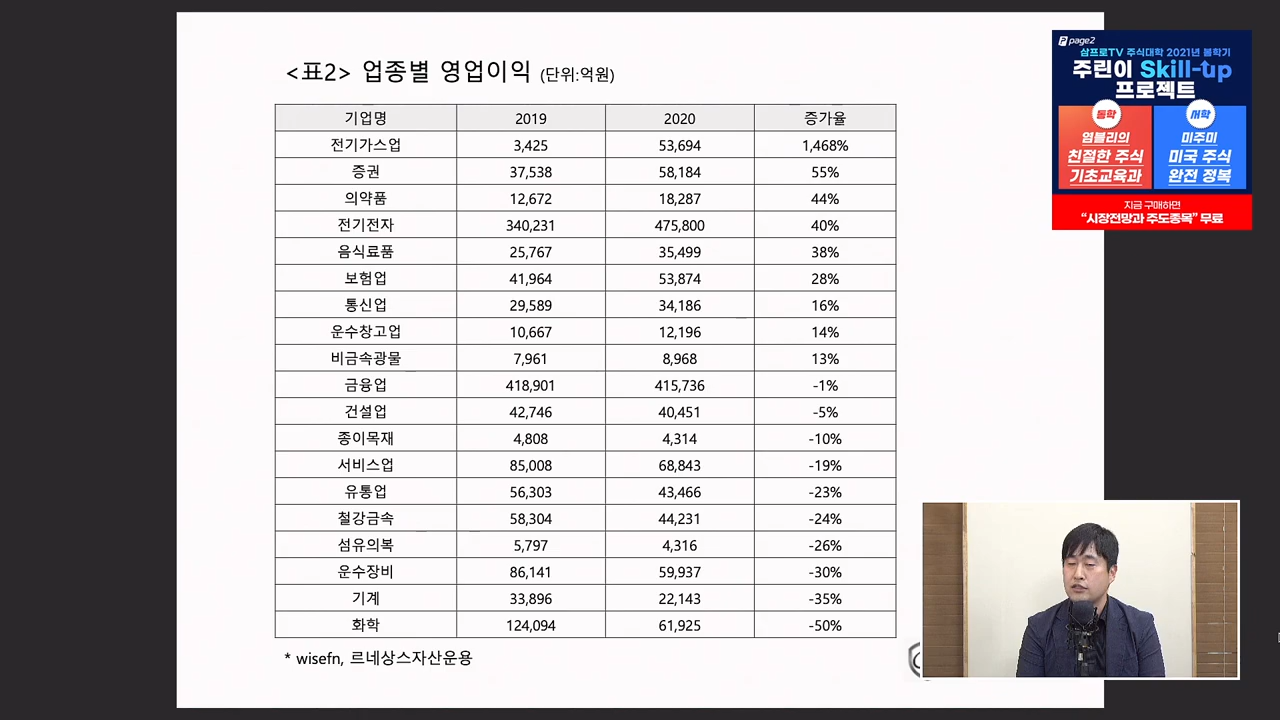 <표2> 업종별 영업이익 (단위:억원)
기업명 2019 2020 증가율
전기가스업 3,425 53,694 1,468%
증권 37,538 58,184 55%
의약품 12,672 18,287 44%
전기전자 340,231 475,800 40%
음식료품 25,767 35,499 38%
보험업 41,964 53,874 28%
통신업 29,589 34,186 16%
운수창고업 10,667 12,196 14%
비금속광물 7,961 8,968 13%
금융업 418,901 415,736 -1%
건설업 42,746 40,451 -5%
종이목재 4,808 4,314 -10%
서비스업 85,008 68,843 -19%
유통업 56,303 43,466 -23%
철강금속 58,304 44,231 -24%
섬유의복 5,797 4,316 -26%
운수장비 86,141 59,937 -30%
기계 33,896 22,143 -35%
화학 124,094 61,925 -50%
* wisefn, 르네상스자산운용
page2
삼프로TV 주식대학 2021년 봄학기
주린이 Skill-up
프로젝트
동학
염블리의
친절한 주식
기초교육과
서학
미주미
미국 주식
완전 정복
지금 구매하면
“시장전망과 주도종목” 무료